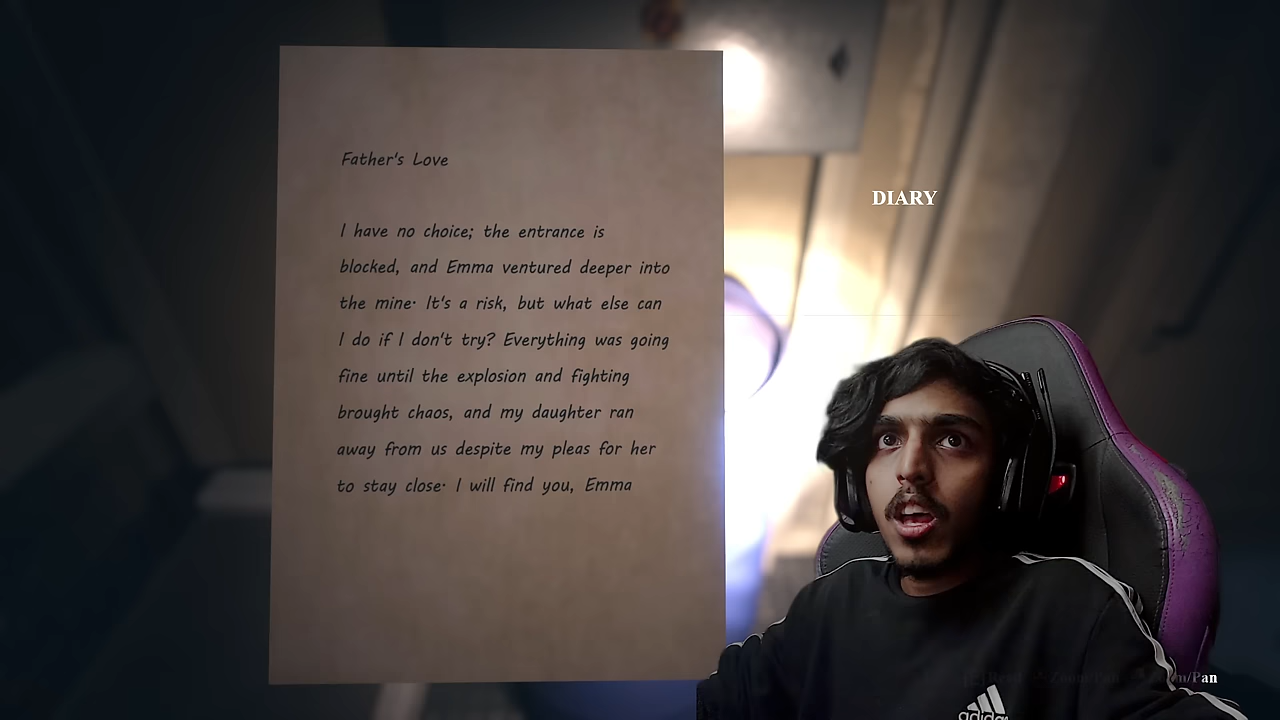 Father's Love
I have no choice; the entrance is
blocked, and Emma ventured deeper into
the mine. It's a risk, but what else can
I do if I don't try? Everything was going
fine until the explosion and fighting
brought chaos, and my daughter ran
away from us despite my pleas for her
to stay close. I will find you, Emma
DIARY
Zoom/Pan
adidas